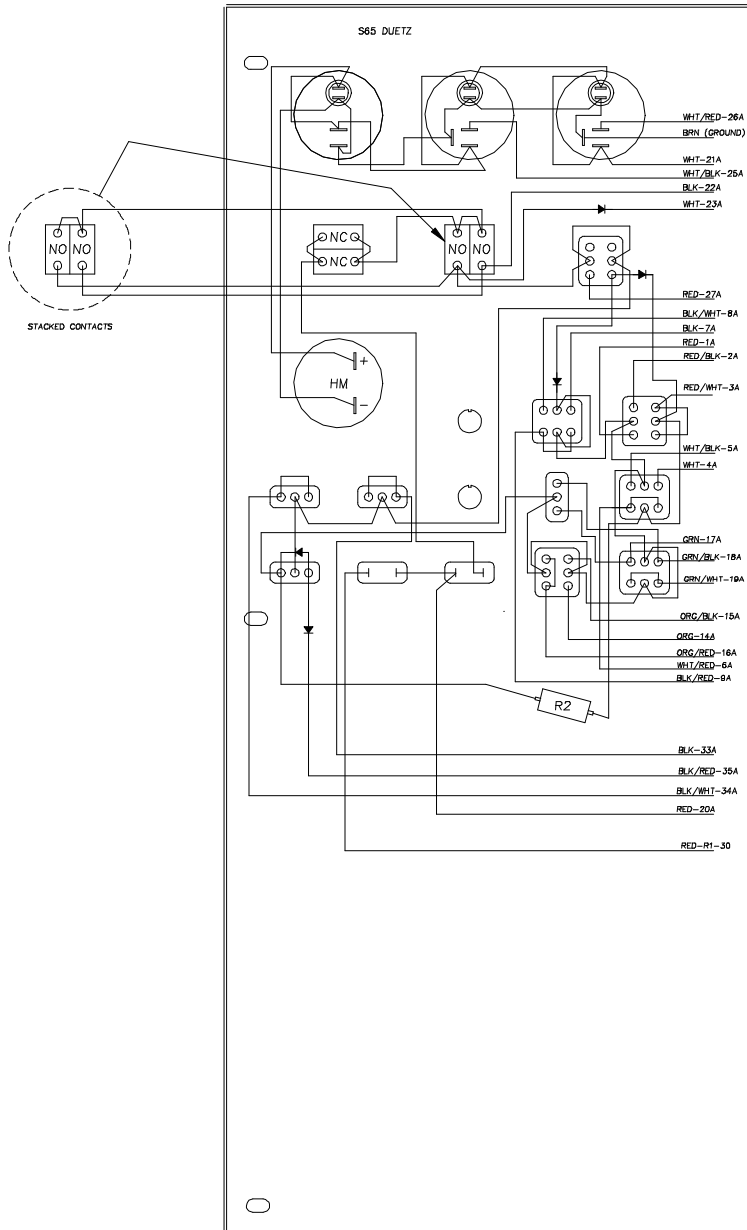 S65 DUETZ
WHT/RED-26A
BRN (GROUND)
WHT-21A
WHT/BLK-25A
BLK-22A
WHT-23A
NO NO
NC
NC
NO NO
STACKED CONTACTS
RED-27A
BLK/WHT-8A
BLK-7A
RED-1A
RED/BLK-2A
+
HM
RED/WHT-3A
-
WHT/BLK-5A
WHT-4A
GRN-17A
GRN/BLK-18A
GRN/WHT-19A
ORG/BLK-15A
ORG-14A
ORG/RED-16A
WHT/RED-6A
BLK/RED-9A
R2
BLK-33A
BLK/RED-35A
BLK/WHT-34A
RED-20A
RED-R1-30